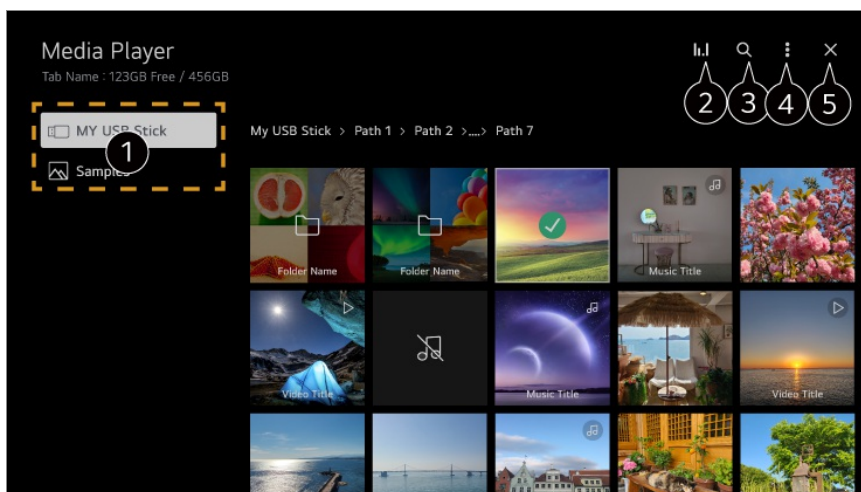 Media Player
Tab Name : 123GB Free / 456GB
2 3 4 5
MY USB Stick
1
Samples
My USB Stick > Path 1 > Path 2 >....> Path 7
Folder Name
Folder Name
Music Title
Video Title
Music Title
Video Title